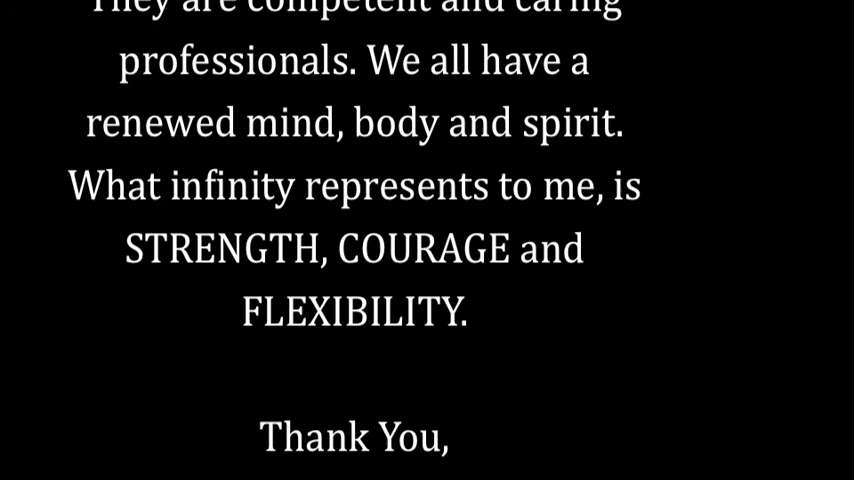 They are competent and caring
professionals. We all have a
renewed mind, body and spirit.
What infinity represents to me, is
STRENGTH, COURAGE and
FLEXIBILITY.
Thank You,